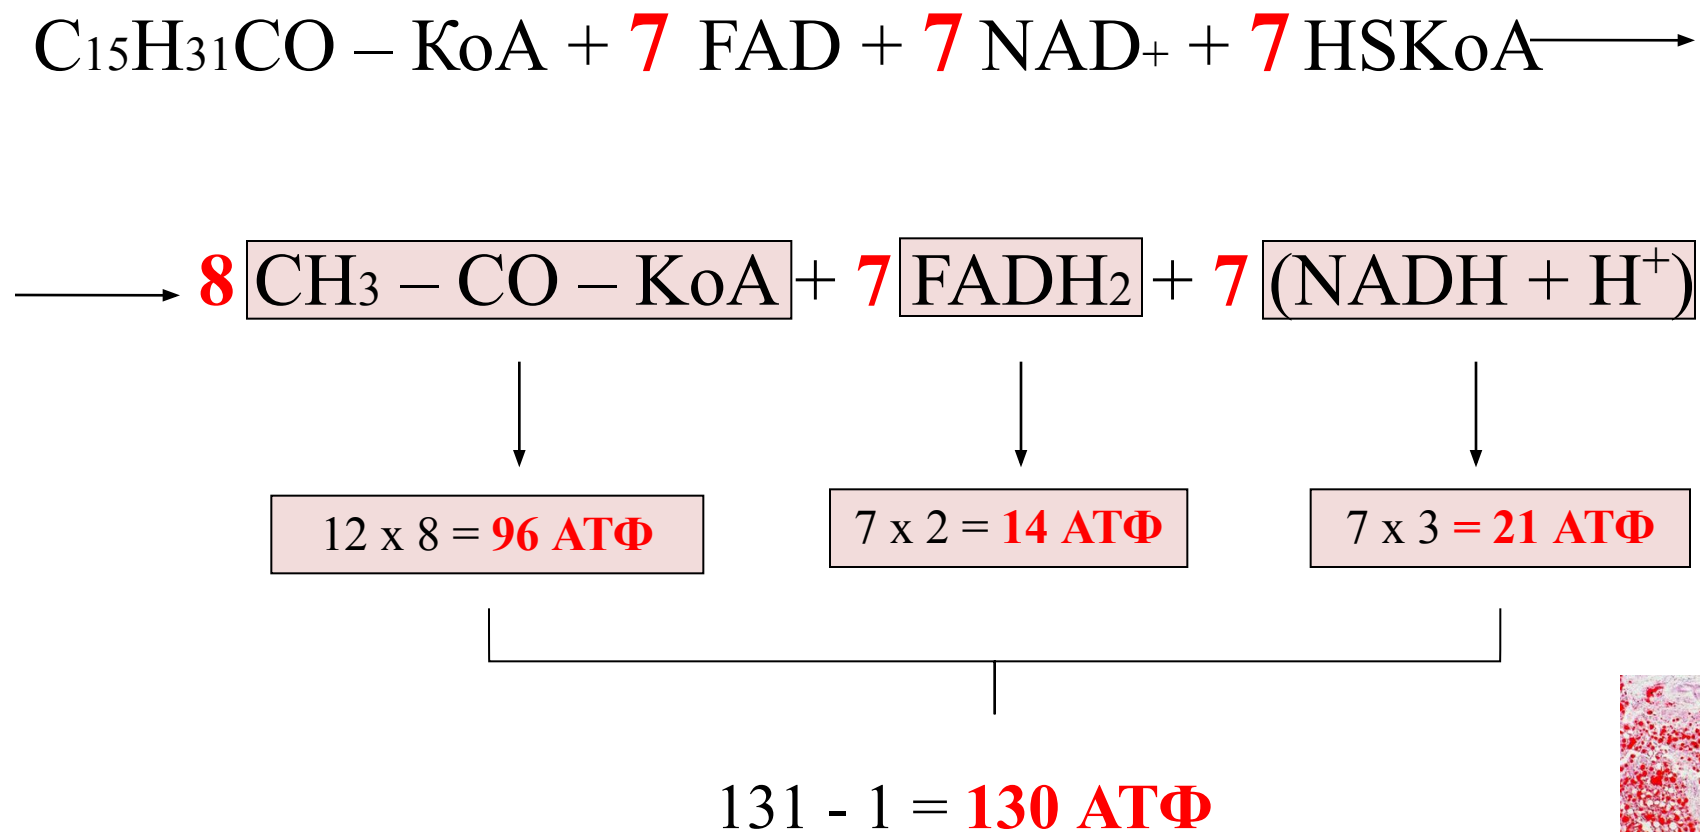 C15H31CO – КоА + 7 FAD + 7 NAD+ + 7 HSKoA
8 CH3 – CO – KoA + 7 FADH2 + 7 (NADH + H+)
12 x 8 = 96 АТФ
7 x 2 = 14 АТФ
7 x 3 = 21 АТФ
131 - 1 = 130 АТФ